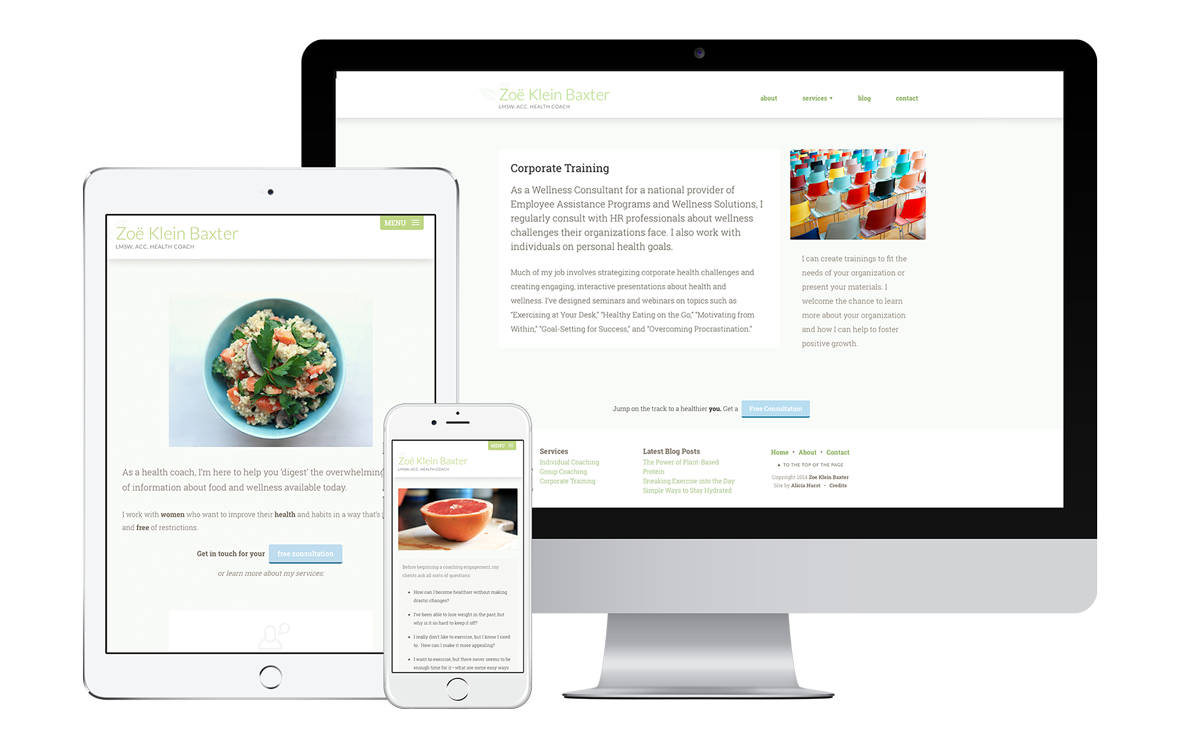 Zoë Klein Baxter
LMSW, ACC, HEALTH COACH
about
services ▾
blog
contact
Corporate Training
As a Wellness Consultant for a national provider of
Employee Assistance Programs and Wellness Solutions, I
regularly consult with HR professionals about wellness
challenges their organizations face. I also work with
individuals on personal health goals.
Much of my job involves strategizing corporate health challenges and
creating engaging, interactive presentations about health and
wellness. I've designed seminars and webinars on topics such as
"Exercising at Your Desk," "Healthy Eating on the Go," "Motivating from
Within," "Goal-Setting for Success," and "Overcoming Procrastination."
I can create trainings to fit the
needs of your organization or
present your materials. I
welcome the chance to learn
more about your organization
and how I can help to foster
positive growth.
Jump on the track to a healthier you. Get a
Free Consultation
Services
Individual Coaching
Group Coaching
Corporate Training
Latest Blog Posts
The Power of Plant-Based
Protein
Sneaking Exercise into the Day
Simple Ways to Stay Hydrated
Home • About • Contact
▲ TO THE TOP OF THE PAGE
Copyright 2014 Zoe Klein Baxter
Site by Alicia Hurst • Credits
MENU
Zoë Klein Baxter
LMSW, ACC, HEALTH COACH
As a health coach, I'm here to help you 'digest' the overwhelming
of information about food and wellness available today.
I work with women who want to improve their health and habits in a way that's
and free of restrictions.
Get in touch for your
free consultation
or learn more about my services.
MENU
Zoë Klein Baxter
LMSW, ACC, HEALTH COACH
Before beginning a coaching engagement, my
clients ask all sorts of questions:
• How can I become healthier without making
drastic changes?
• I've been able to lose weight in the past, but
why is it so hard to keep it off?
• I really don't like to exercise, but I know I need
to. How can I make it more appealing?
• I want to exercise, but there never seems to be
enough time for it—what are some easy ways